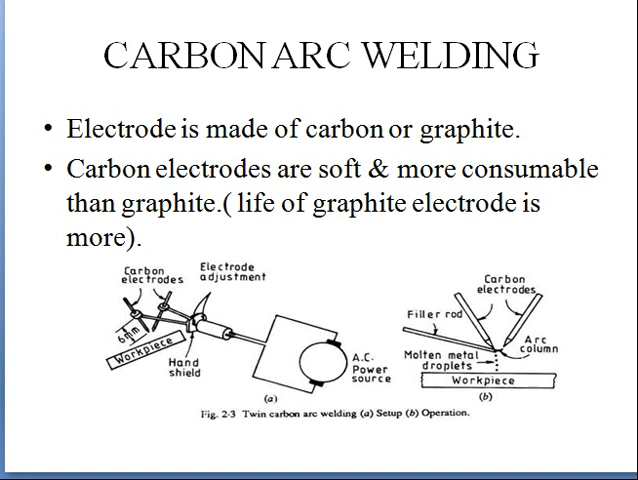 CARBON ARC WELDING
• Electrode is made of carbon or graphite.
• Carbon electrodes are soft & more consumable
than graphite.( life of graphite electrode is
more).
Carbon
electrodes
Electrode
adjustment
6mm
Workpiece
Hand
shield
A.C.
Power
source
(a)
Carbon
electrodes
Filler rod
Arc
column
Molten metal
droplets
Workpiece
(b)
Fig. 2-3 Twin carbon arc welding (a) Setup (b) Operation.